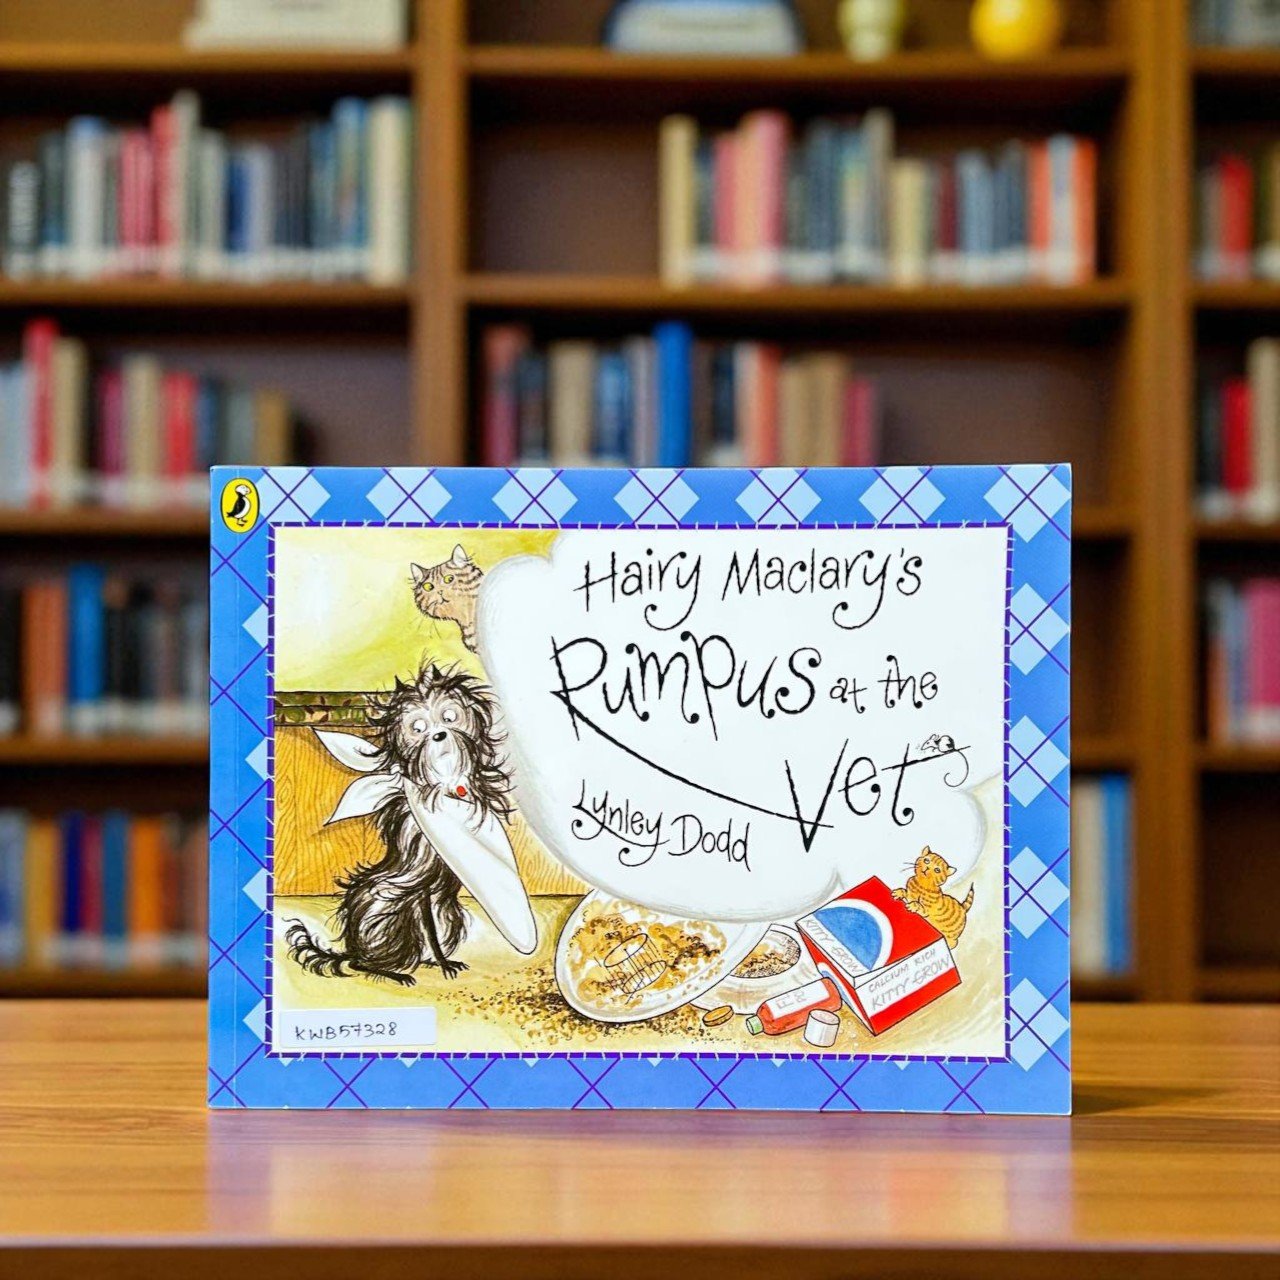 Hairy Maclary's
Rumpus at the
Vet
Lynley Dodd
KITTY GROW
CALCIUM RICH
KITTY GROW
KWB57328